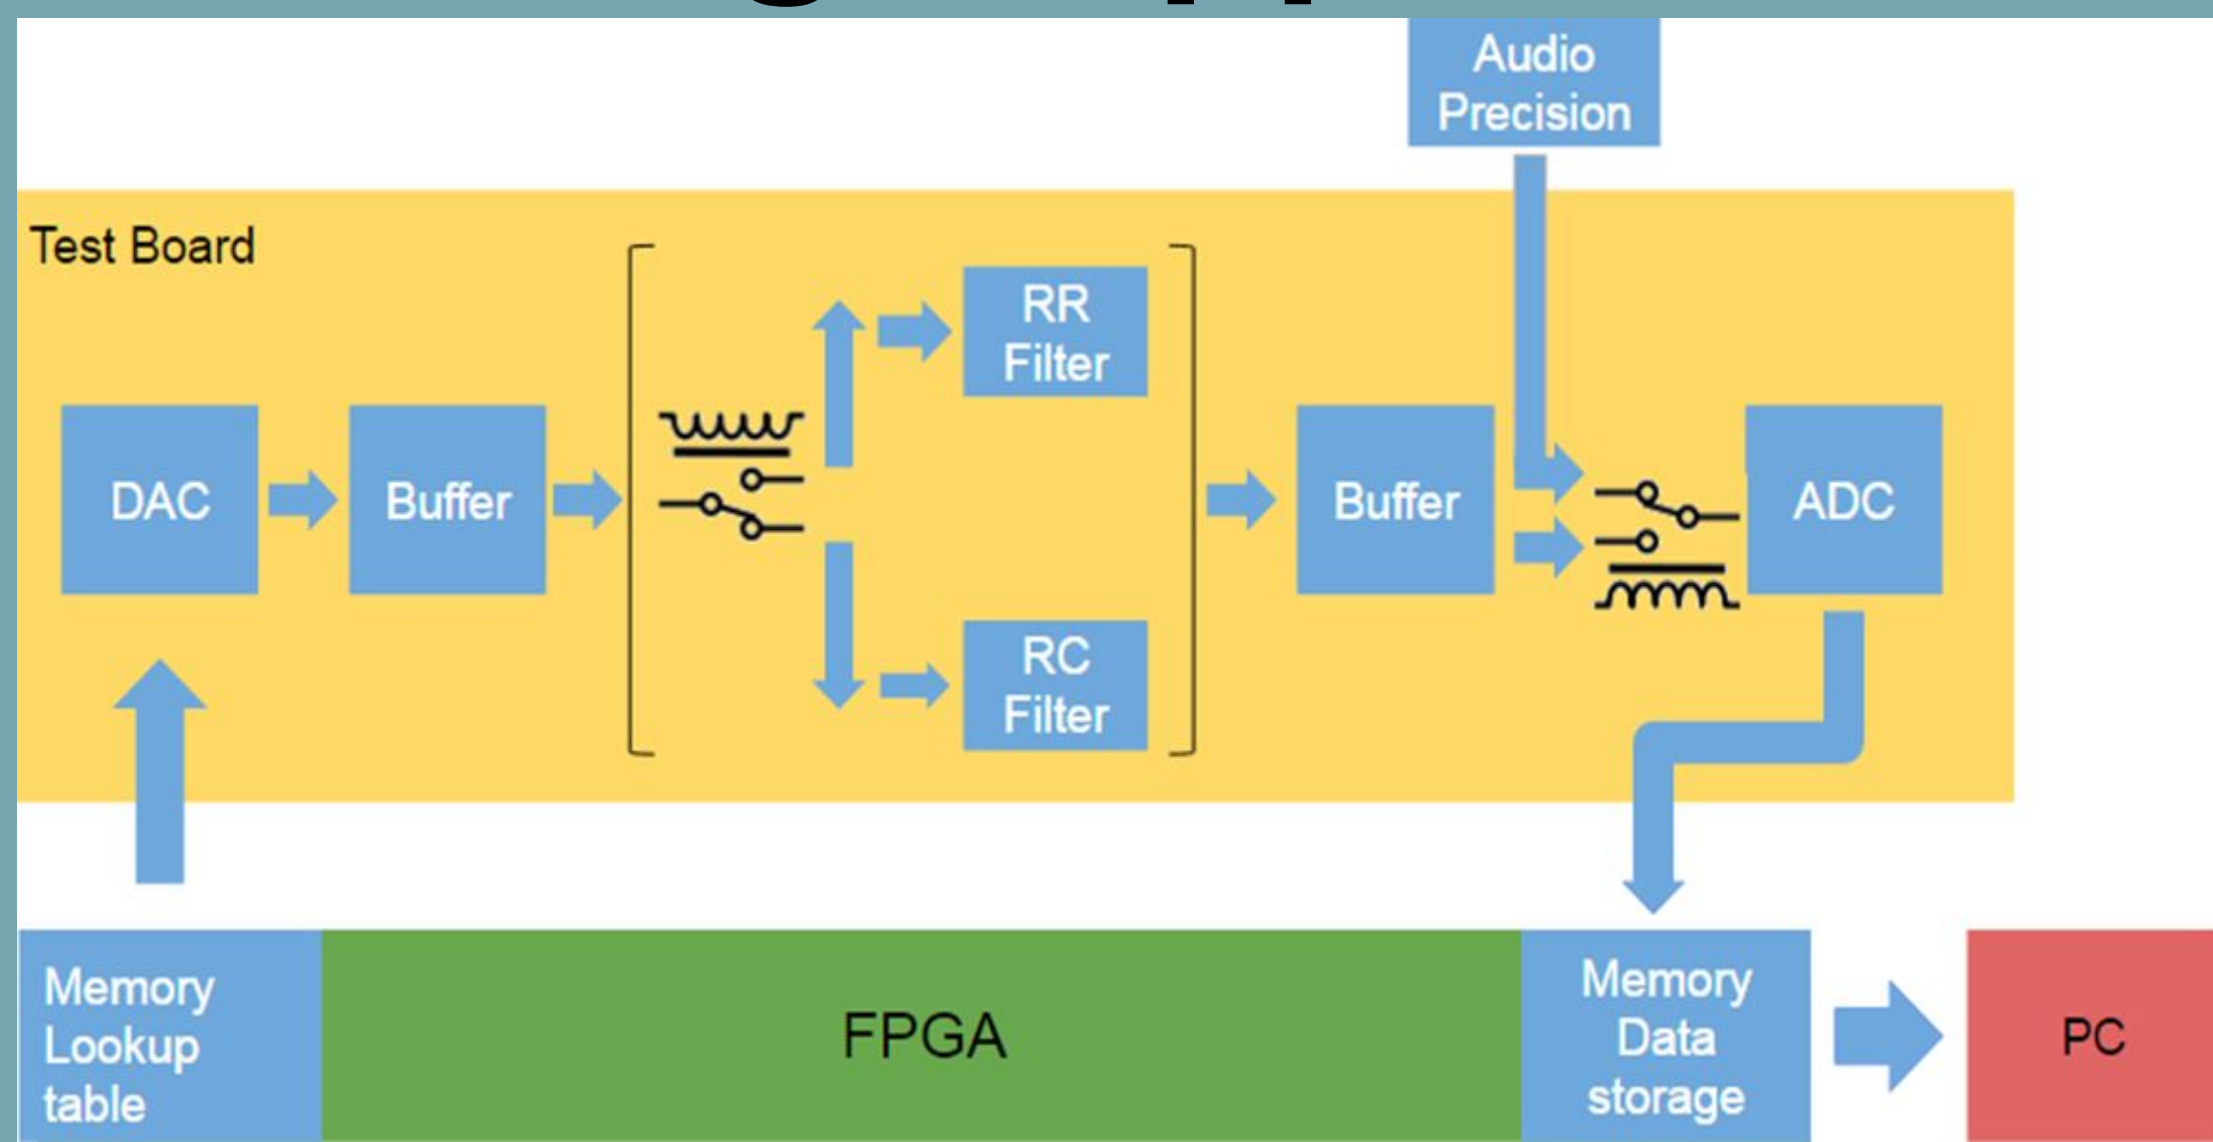 Audio
Precision
Test Board
RR
Filter
DAC
Buffer
Buffer
ADC
RC
Filter
Memory
Lookup
table
FPGA
Memory
Data
storage
PC